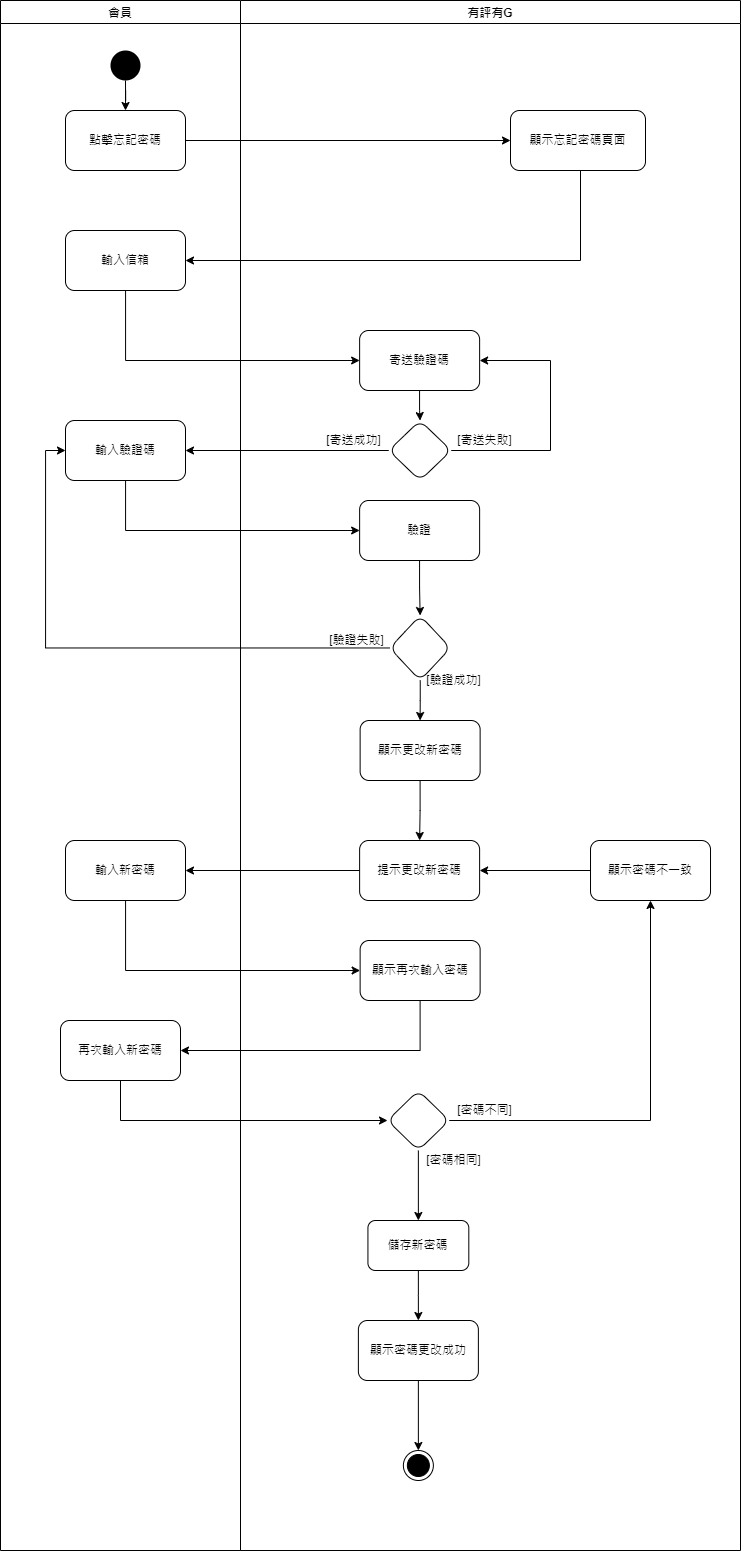 會員
有評有G
點擊忘記密碼
顯示忘記密碼頁面
輸入信箱
寄送驗證碼
[寄送成功]
[寄送失敗]
輸入驗證碼
驗證
[驗證失敗]
[驗證成功]
顯示更改新密碼
輸入新密碼
提示更改新密碼
顯示密碼不一致
顯示再次輸入密碼
再次輸入新密碼
[密碼不同]
[密碼相同]
儲存新密碼
顯示密碼更改成功